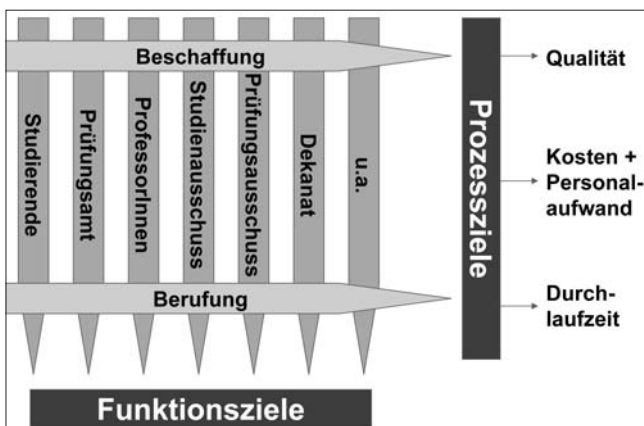 Beschaffung
Studierende
Prüfungsamt
ProfessorInnen
Studienausschuss
Prüfungsausschuss
Dekanat
u.a.
Berufung
Funktionsziele
Prozessziele
Qualität
Kosten +
Personal-
aufwand
Durch-
laufzeit